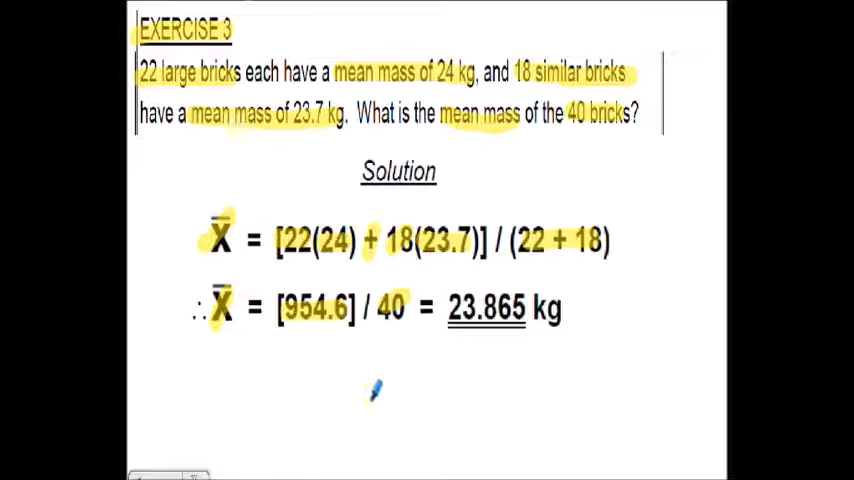 EXERCISE 3
22 large bricks each have a mean mass of 24 kg, and 18 similar bricks
have a mean mass of 23.7 kg. What is the mean mass of the 40 bricks?
Solution
X̅ = [22(24) + 18(23.7)] / (22 + 18)
∴ X̅ = [954.6] / 40 = 23.865 kg